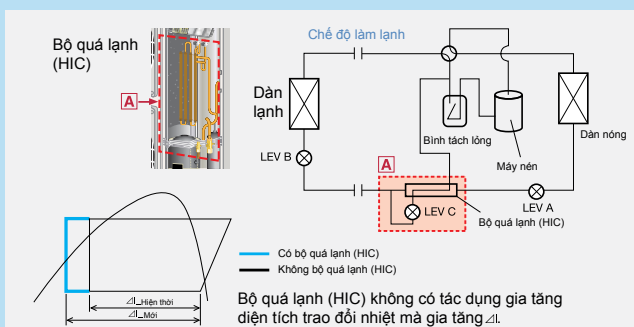 Bộ quá lạnh
(HIC)
A
Chế độ làm lạnh
Dàn
lạnh
Bình tách lỏng
Máy nén
Dàn nóng
LEV B
A
LEV C
LEV A
Bộ quá lạnh (HIC)
Có bộ quá lạnh (HIC)
Không bộ quá lạnh (HIC)
⊿I_Hiện thời
⊿I_Mới
Bộ quá lạnh (HIC) không có tác dụng gia tăng
diện tích trao đổi nhiệt mà gia tăng⊿I.